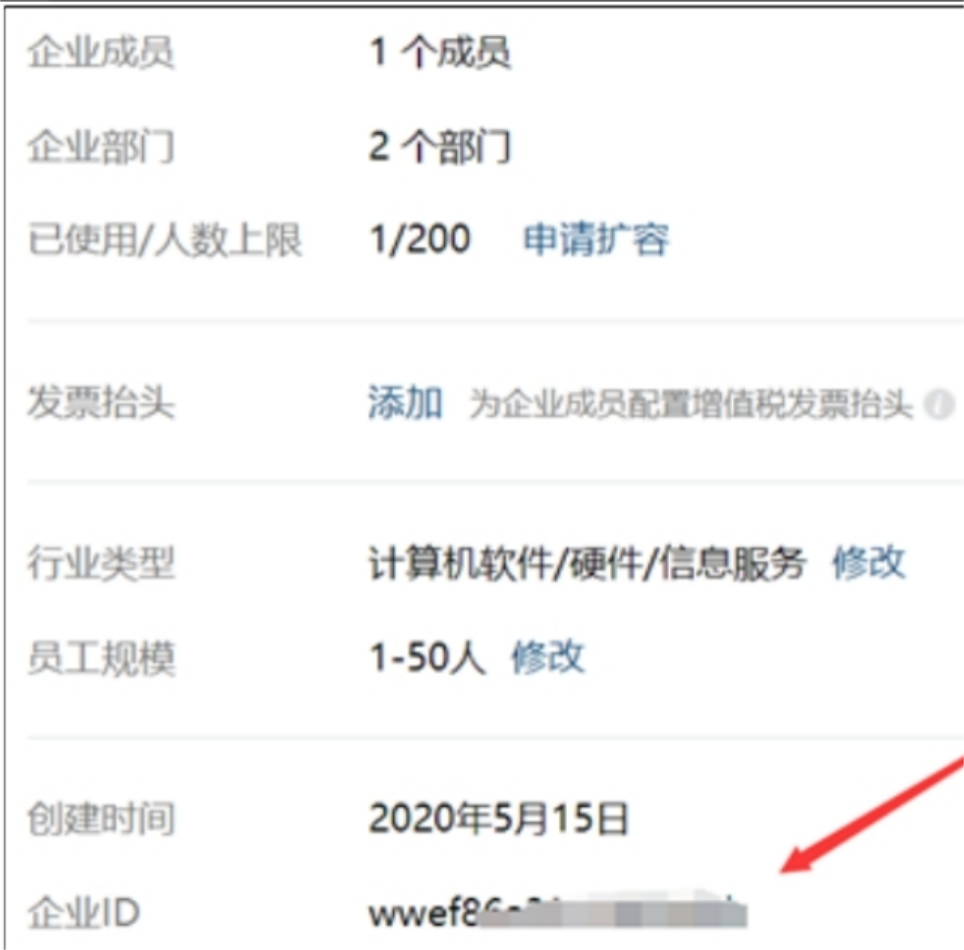 企业成员 1 个成员
企业部门 2 个部门
已使用/人数上限 1/200 申请扩容
发票抬头 添加 为企业成员配置增值税发票抬头
行业类型 计算机软件/硬件/信息服务 修改
员工规模 1-50人 修改
创建时间 2020年5月15日
企业ID wwef8